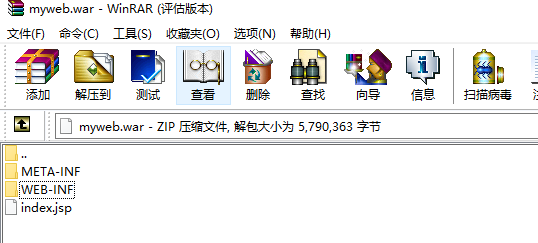 myweb.war - WinRAR (评估版本)
文件(F) 命令(C) 工具(S) 收藏夹(O) 选项(N) 帮助(H)
添加 解压到 测试 查看 删除 查找 向导 信息 扫描病毒
myweb.war - ZIP 压缩文件, 解包大小为 5,790,363 字节
..
META-INF
WEB-INF
index.jsp